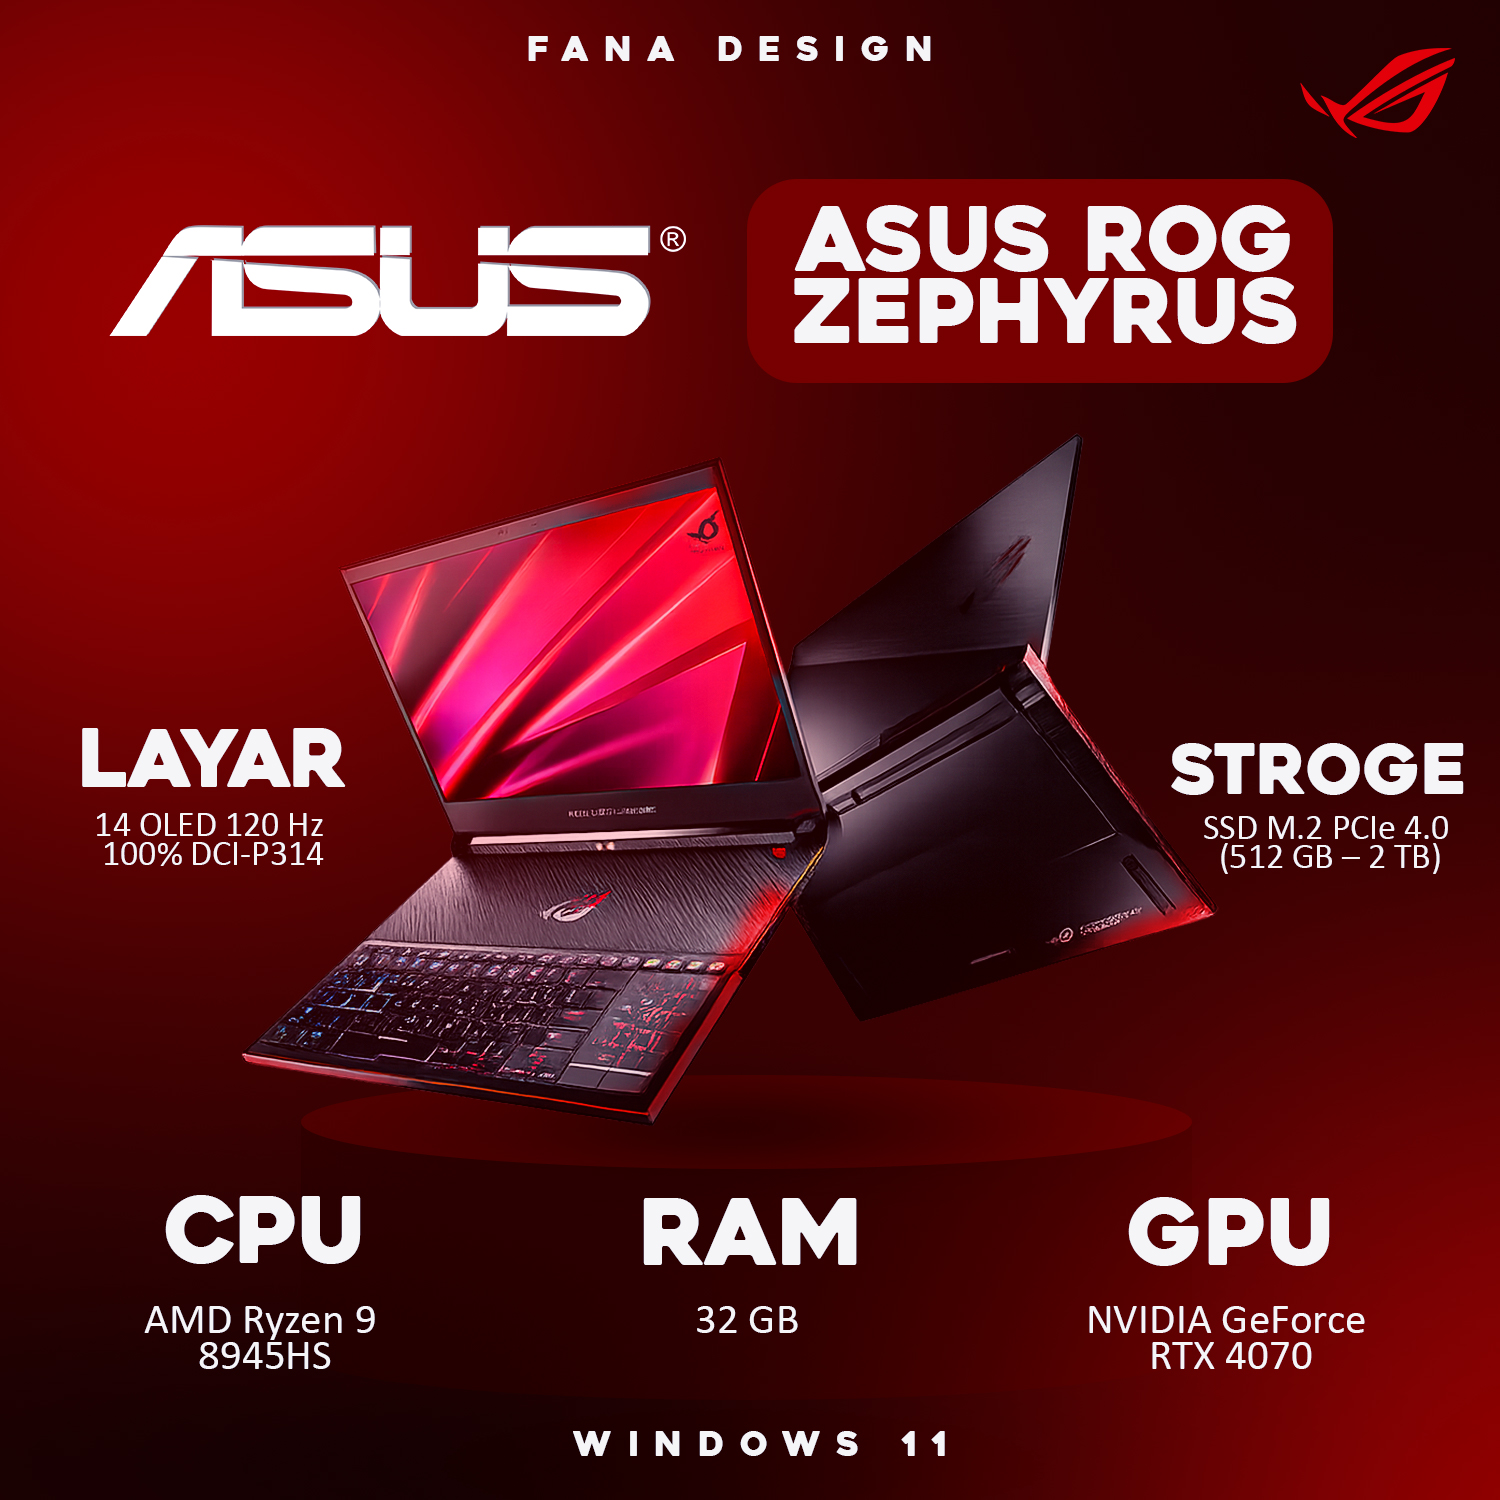 FANA DESIGN
ASUS®
ASUS ROG
ZEPHYRUS
LAYAR
14 OLED 120 Hz
100% DCI-P314
STROGE
SSD M.2 PCIe 4.0
(512 GB – 2 TB)
CPU
AMD Ryzen 9
8945HS
RAM
32 GB
GPU
NVIDIA GeForce
RTX 4070
WINDOWS 11